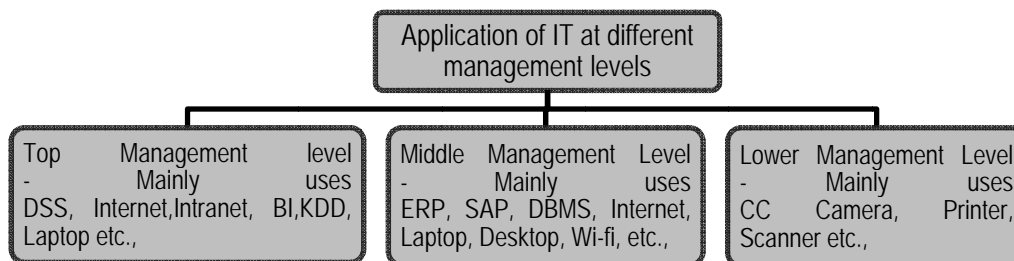 Application of IT at different
management levels
Top Management level
- Mainly uses
DSS, Internet,Intranet, BI,KDD,
Laptop etc.,
Middle Management Level
- Mainly uses
ERP, SAP, DBMS, Internet,
Laptop, Desktop, Wi-fi, etc.,
Lower Management Level
- Mainly uses
CC Camera, Printer,
Scanner etc.,